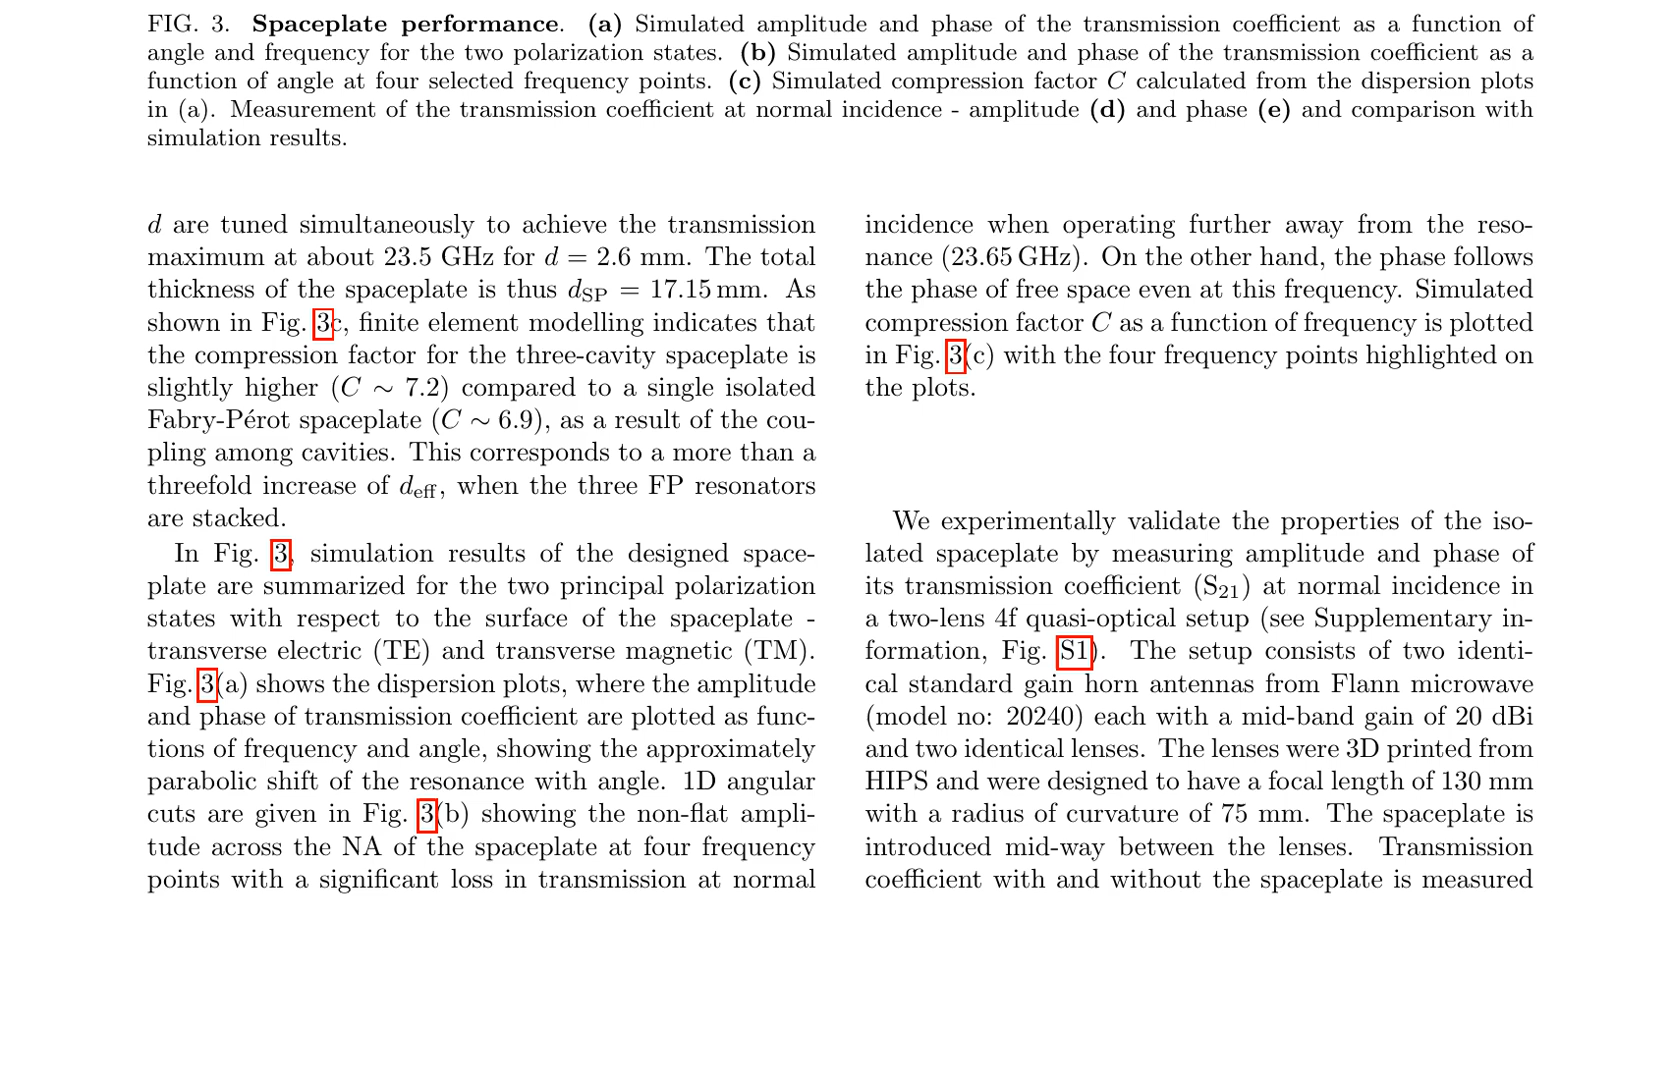 FIG. 3. Spaceplate performance. (a) Simulated amplitude and phase of the transmission coefficient as a function of
angle and frequency for the two polarization states. (b) Simulated amplitude and phase of the transmission coefficient as a
function of angle at four selected frequency points. (c) Simulated compression factor C calculated from the dispersion plots
in (a). Measurement of the transmission coefficient at normal incidence - amplitude (d) and phase (e) and comparison with
simulation results.
d are tuned simultaneously to achieve the transmission
maximum at about 23.5 GHz for d = 2.6 mm. The total
thickness of the spaceplate is thus dSP = 17.15 mm. As
shown in Fig. 3c, finite element modelling indicates that
the compression factor for the three-cavity spaceplate is
slightly higher (C ∼ 7.2) compared to a single isolated
Fabry-Pérot spaceplate (C ∼ 6.9), as a result of the cou-
pling among cavities. This corresponds to a more than a
threefold increase of deff, when the three FP resonators
are stacked.
In Fig. 3, simulation results of the designed space-
plate are summarized for the two principal polarization
states with respect to the surface of the spaceplate -
transverse electric (TE) and transverse magnetic (TM).
Fig. 3(a) shows the dispersion plots, where the amplitude
and phase of transmission coefficient are plotted as func-
tions of frequency and angle, showing the approximately
parabolic shift of the resonance with angle. 1D angular
cuts are given in Fig. 3(b) showing the non-flat ampli-
tude across the NA of the spaceplate at four frequency
points with a significant loss in transmission at normal
incidence when operating further away from the reso-
nance (23.65 GHz). On the other hand, the phase follows
the phase of free space even at this frequency. Simulated
compression factor C as a function of frequency is plotted
in Fig. 3(c) with the four frequency points highlighted on
the plots.
We experimentally validate the properties of the iso-
lated spaceplate by measuring amplitude and phase of
its transmission coefficient (S21) at normal incidence in
a two-lens 4f quasi-optical setup (see Supplementary in-
formation, Fig. S1). The setup consists of two identi-
cal standard gain horn antennas from Flann microwave
(model no: 20240) each with a mid-band gain of 20 dBi
and two identical lenses. The lenses were 3D printed from
HIPS and were designed to have a focal length of 130 mm
with a radius of curvature of 75 mm. The spaceplate is
introduced mid-way between the lenses. Transmission
coefficient with and without the spaceplate is measured